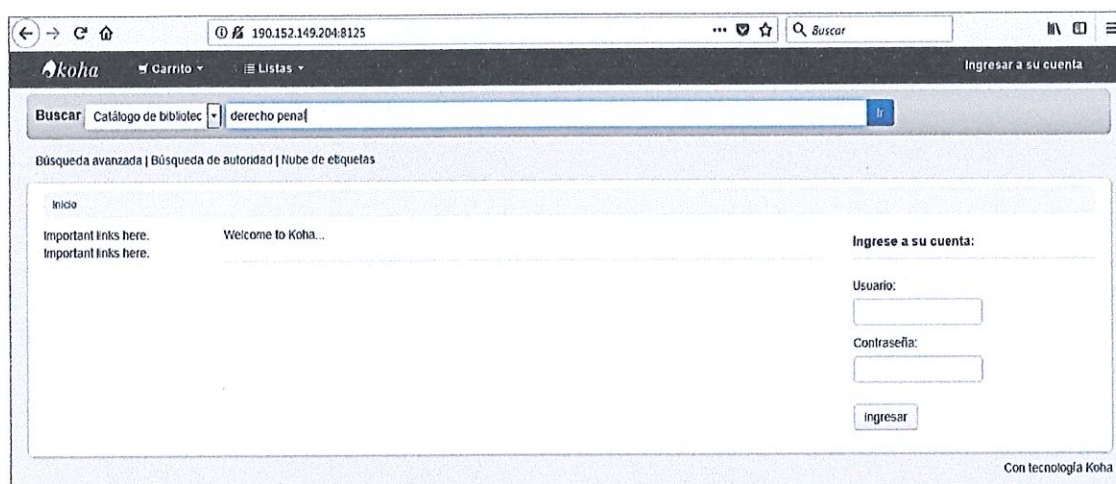 190.152.149.204:8125
Buscar
koha Carrito Listas Ingresar a su cuenta
Buscar Catálogo de bibliotec derecho penal Ir
Búsqueda avanzada | Búsqueda de autoridad | Nube de etiquetas
Inicio
Important links here.
Important links here.
Welcome to Koha...
Ingrese a su cuenta:
Usuario:
Contraseña:
Ingresar
Con tecnología Koha